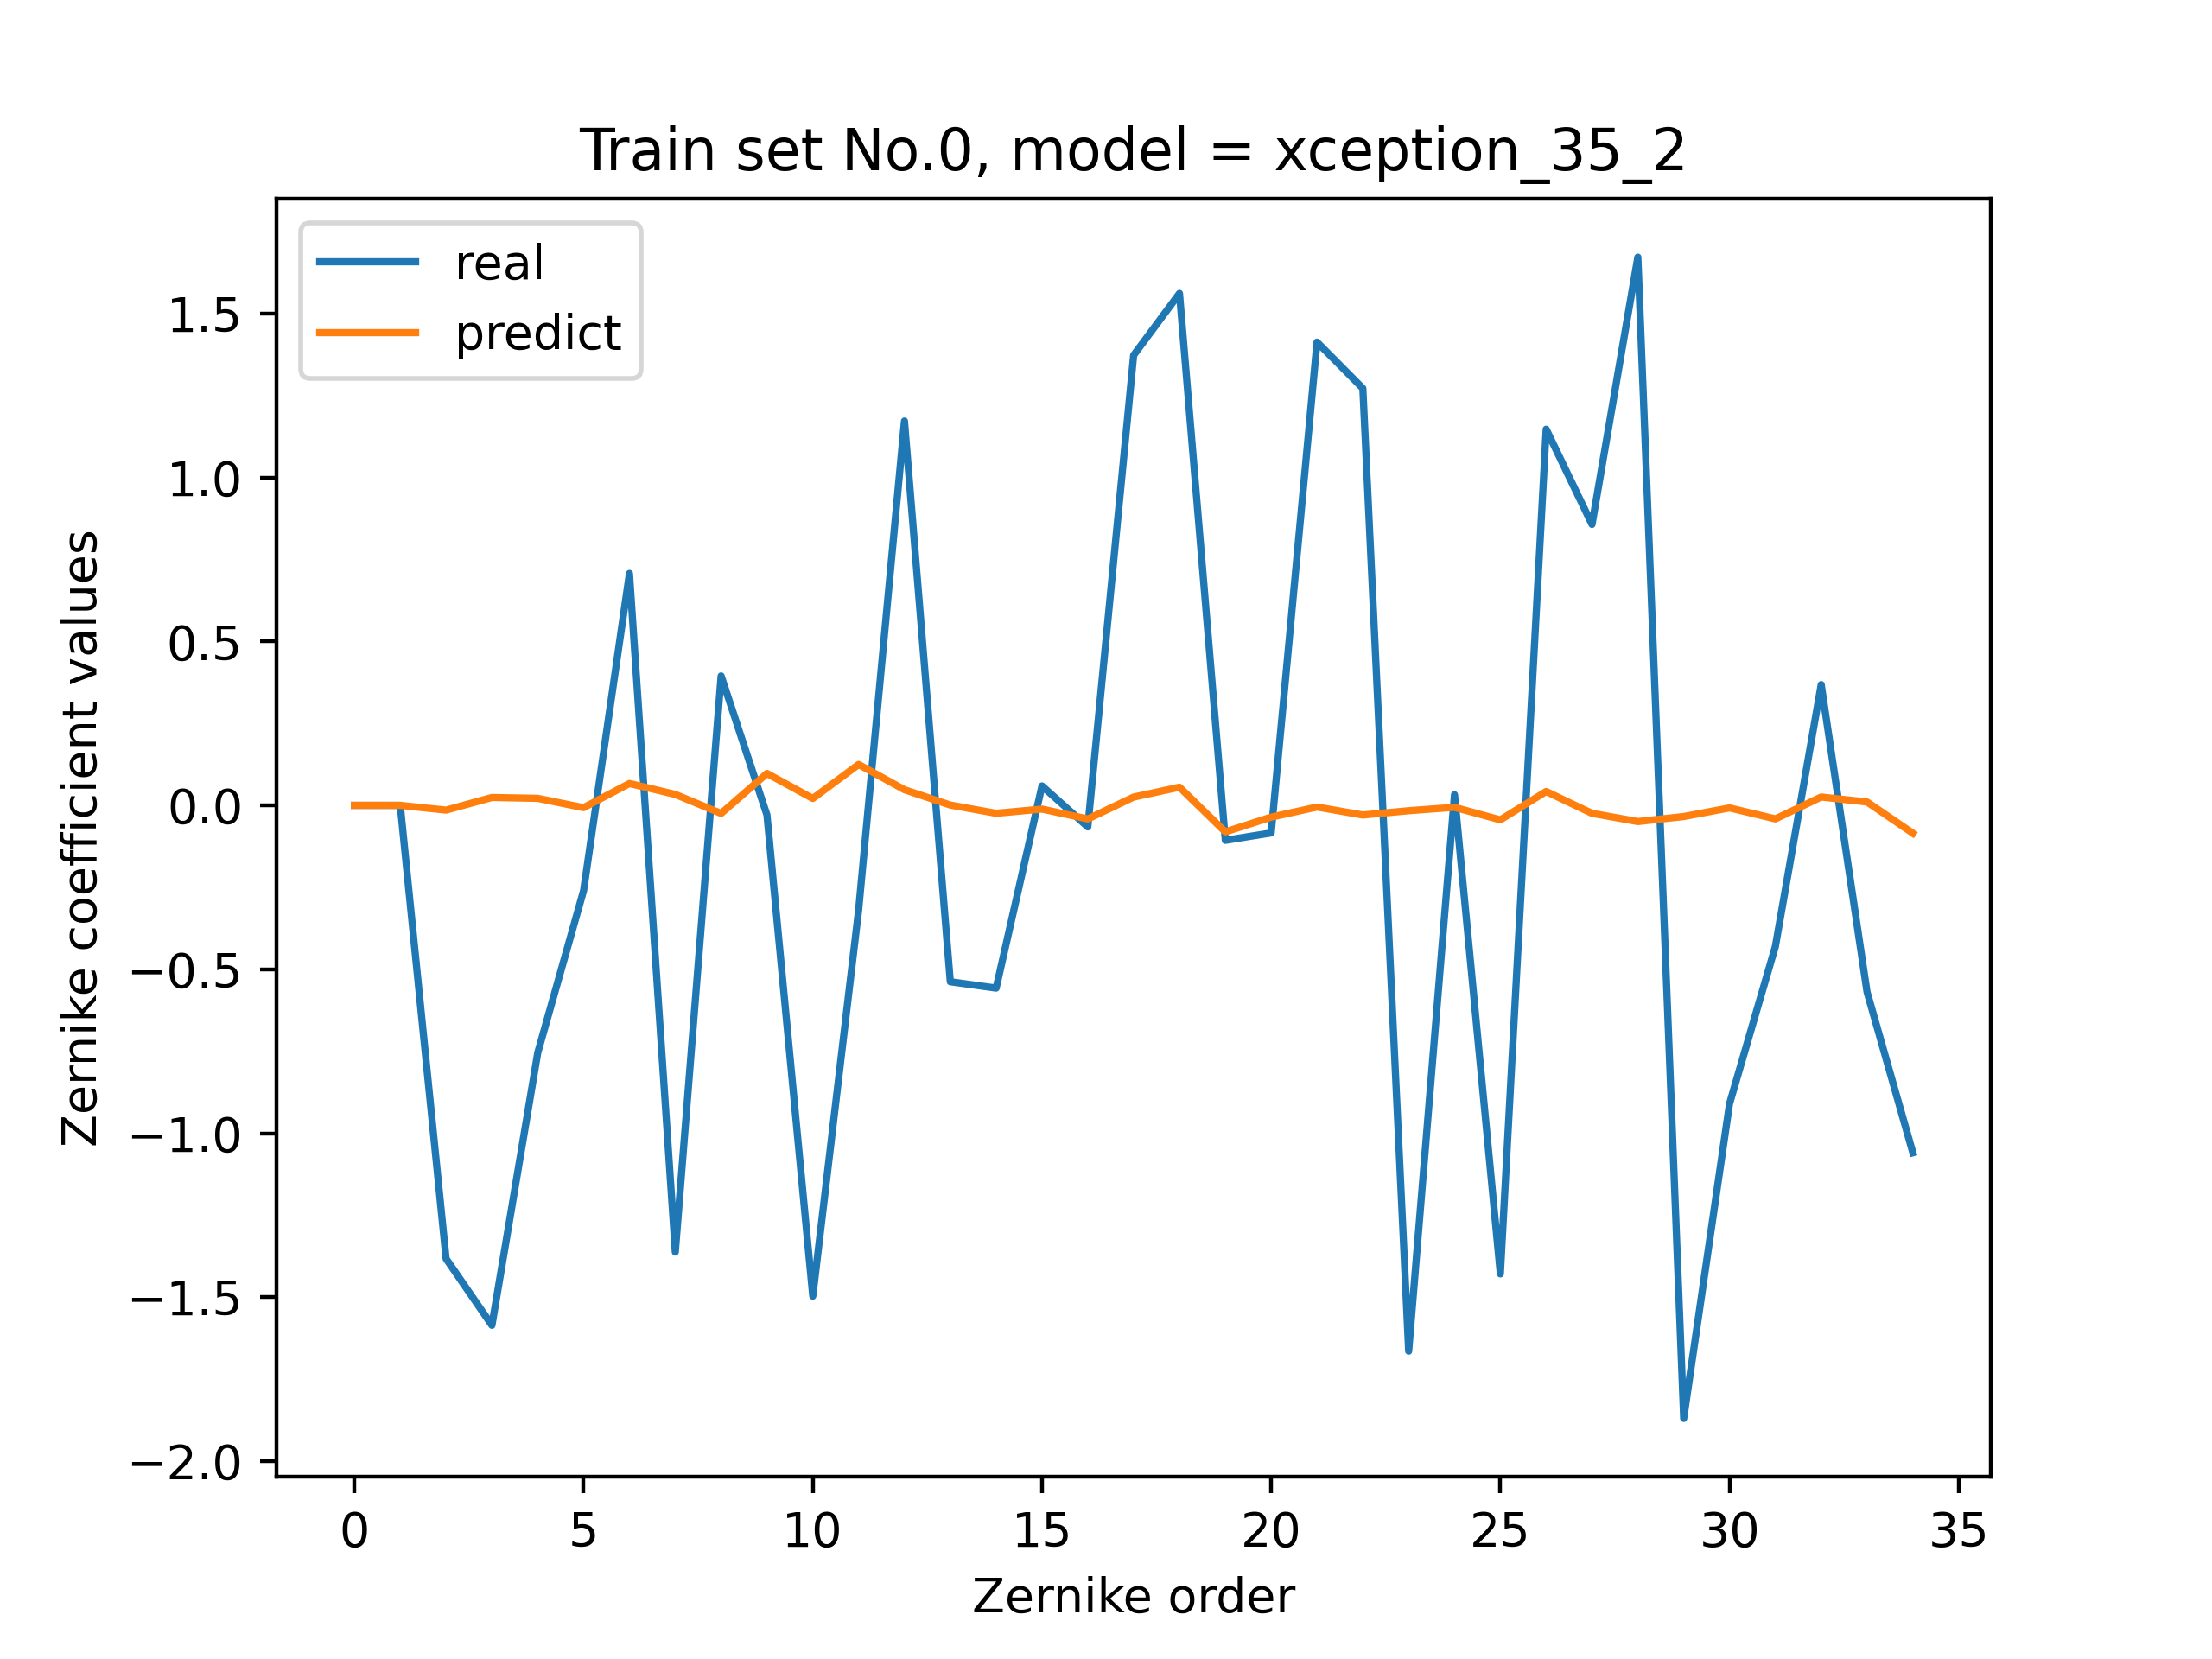 Train set No.0, model = xception_35_2
real
predict
Zernike coefficient values
1.5
1.0
0.5
0.0
−0.5
−1.0
−1.5
−2.0
0 5 10 15 20 25 30 35
Zernike order